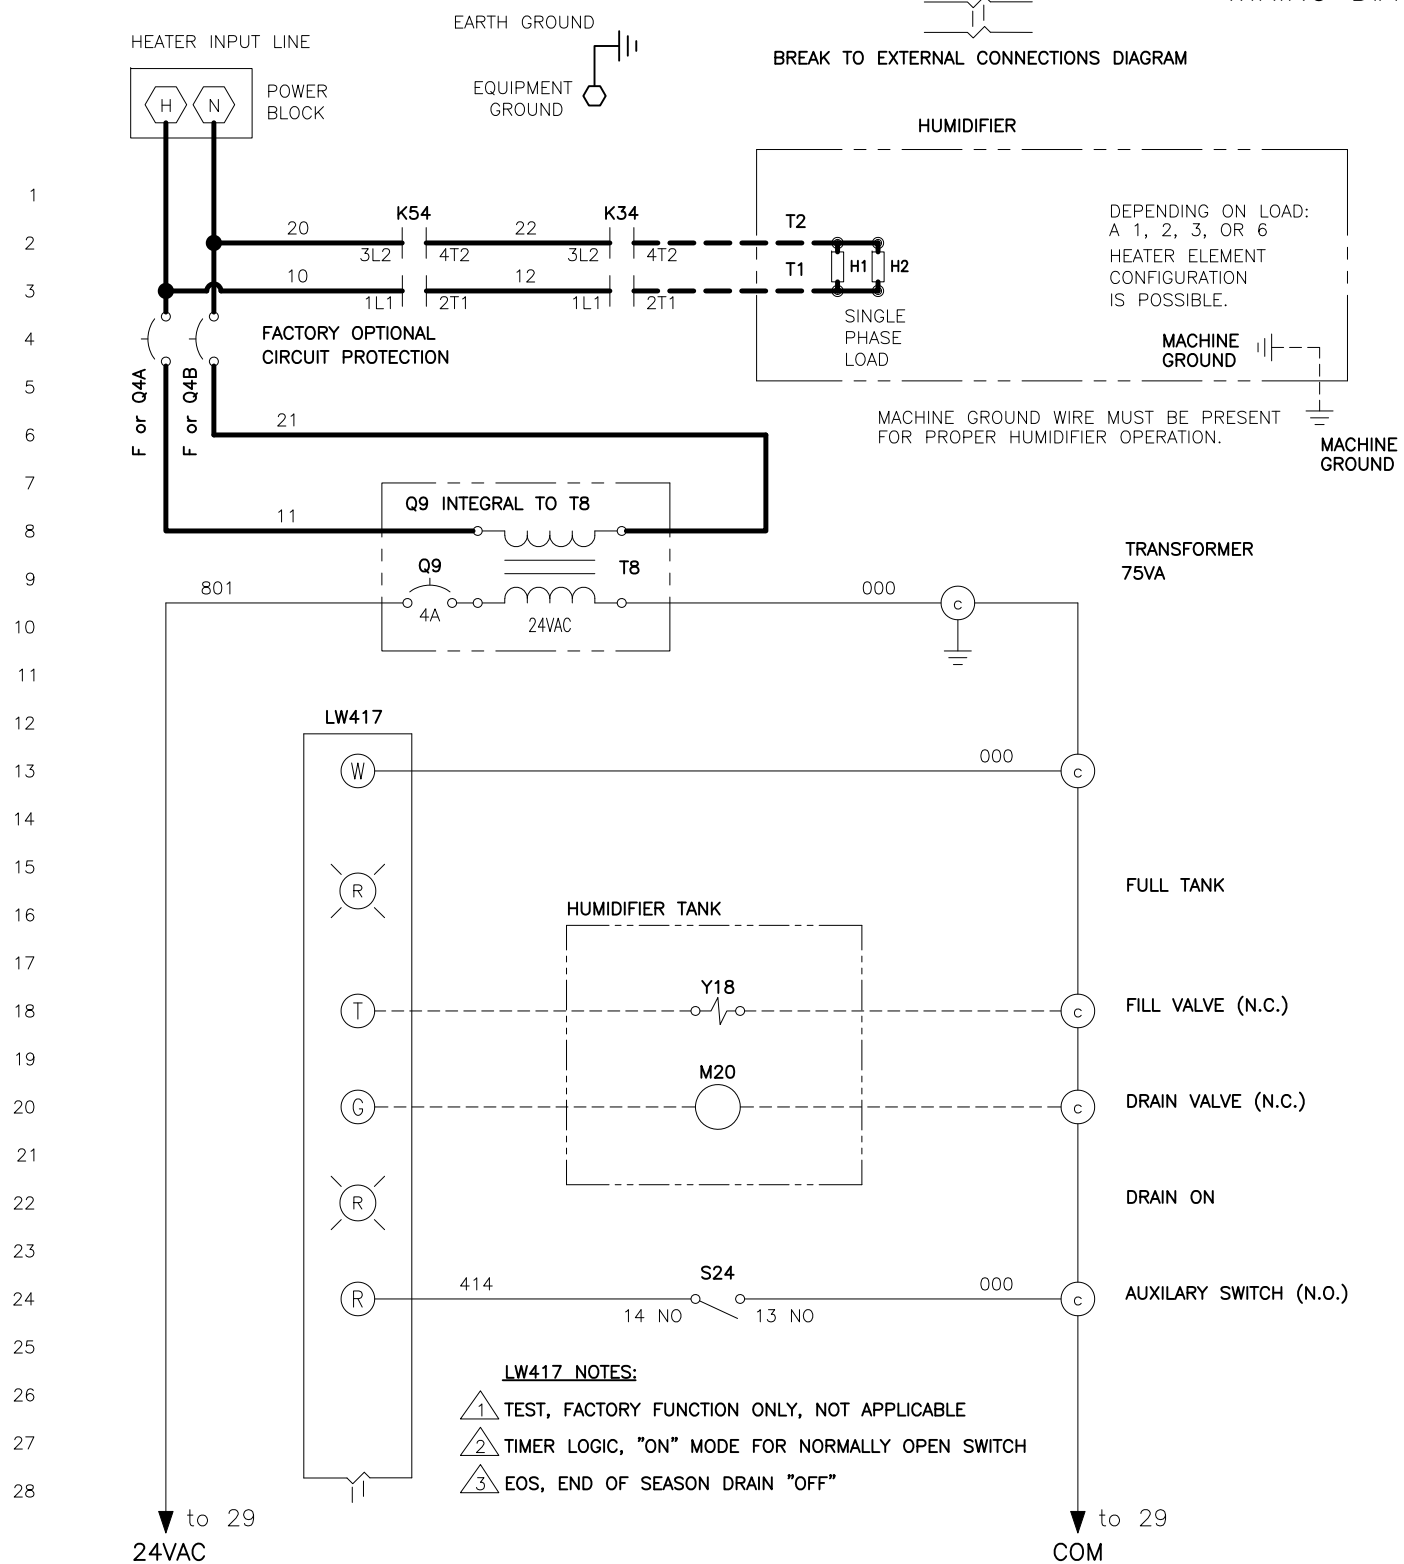 EARTH GROUND
HEATER INPUT LINE
BREAK TO EXTERNAL CONNECTIONS DIAGRAM
H N
POWER
BLOCK
EQUIPMENT
GROUND
HUMIDIFIER
1
K54
K34
T2
DEPENDING ON LOAD:
A 1, 2, 3, OR 6
HEATER ELEMENT
CONFIGURATION
IS POSSIBLE.
2
20
22
3L2
4T2
3L2
4T2
T1
H1
H2
3
10
12
1L1
2T1
1L1
2T1
SINGLE
PHASE
LOAD
4
FACTORY OPTIONAL
CIRCUIT PROTECTION
MACHINE
GROUND
5
F or Q4A
F or Q4B
6
21
MACHINE GROUND WIRE MUST BE PRESENT
FOR PROPER HUMIDIFIER OPERATION.
MACHINE
GROUND
7
Q9 INTEGRAL TO T8
8
11
TRANSFORMER
75VA
9
801
Q9
T8
000
c
4A
24VAC
10
11
12
LW417
13
W
000
c
14
15
R
FULL TANK
16
HUMIDIFIER TANK
17
Y18
18
T
c
FILL VALVE (N.C.)
19
M20
20
G
c
DRAIN VALVE (N.C.)
21
22
R
DRAIN ON
23
S24
24
R
414
000
c
AUXILARY SWITCH (N.O.)
14 NO
13 NO
25
LW417 NOTES:
26
1 TEST, FACTORY FUNCTION ONLY, NOT APPLICABLE
27
2 TIMER LOGIC, "ON" MODE FOR NORMALLY OPEN SWITCH
28
3 EOS, END OF SEASON DRAIN "OFF"
to 29
to 29
24VAC
COM